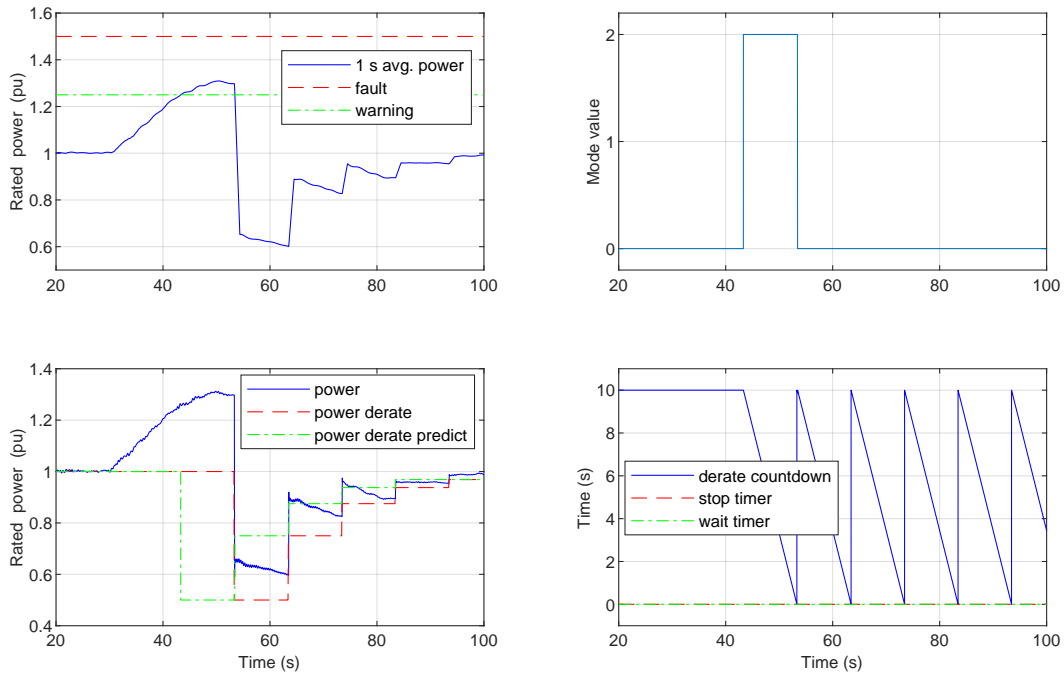 1.6
1.4
1.2
1
0.8
0.6
Rated power (pu)
1 s avg. power
fault
warning
20
40
60
80
100
2
1
0
Mode value
20
40
60
80
100
1.4
1.2
1
0.8
0.6
0.4
Rated power (pu)
power
power derate
power derate predict
20
40
60
80
100
Time (s)
10
8
6
4
2
0
Time (s)
derate countdown
stop timer
wait timer
20
40
60
80
100
Time (s)